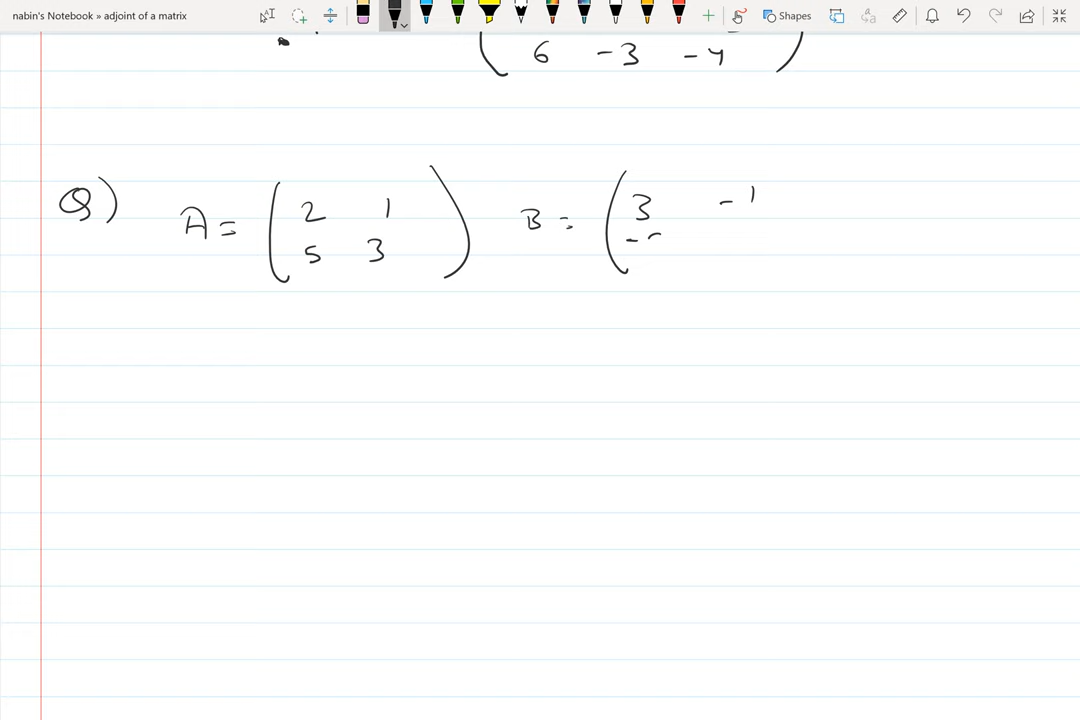 nabin's Notebook » adjoint of a matrix
Shapes
6 -3 -4
Q) A = ( 2 1 ) B = ( 3 -1
5 3 -